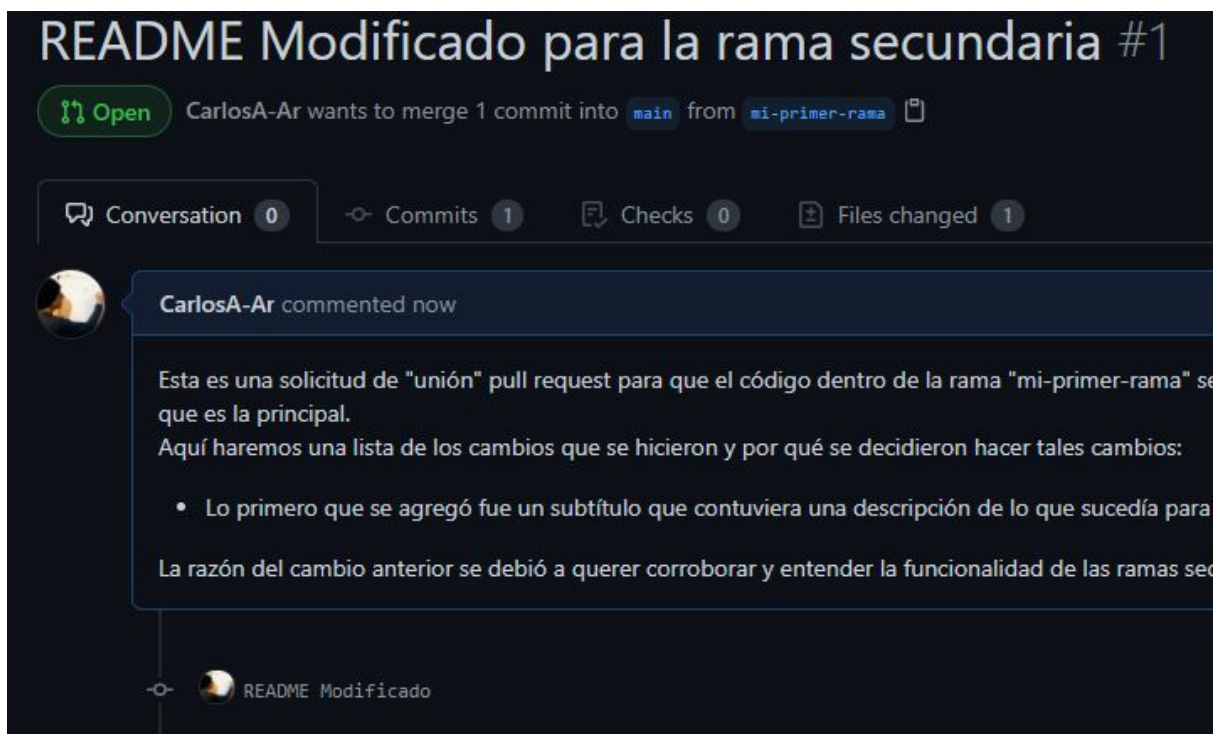 README Modificado para la rama secundaria #1
Open CarlosA-Ar wants to merge 1 commit into main from mi-primer-rama
Conversation 0 Commits 1 Checks 0 Files changed 1
CarlosA-Ar commented now
Esta es una solicitud de "unión" pull request para que el código dentro de la rama "mi-primer-rama"
que es la principal.
Aquí haremos una lista de los cambios que se hicieron y por qué se decidieron hacer tales cambios:
• Lo primero que se agregó fue un subtítulo que contuviera una descripción de lo que sucedía para
La razón del cambio anterior se debió a querer corroborar y entender la funcionalidad de las ramas
README Modificado